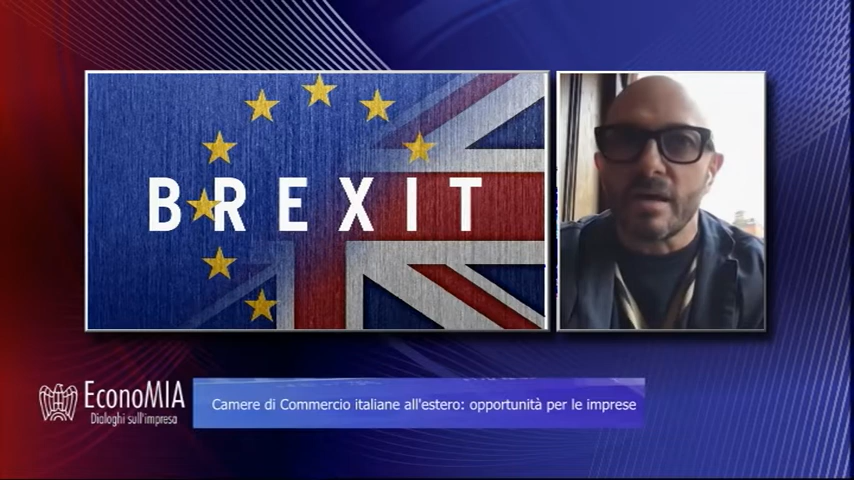 BREXIT
EconoMIA
Dialoghi sull'impresa
Camere di Commercio italiane all'estero: opportunità per le imprese